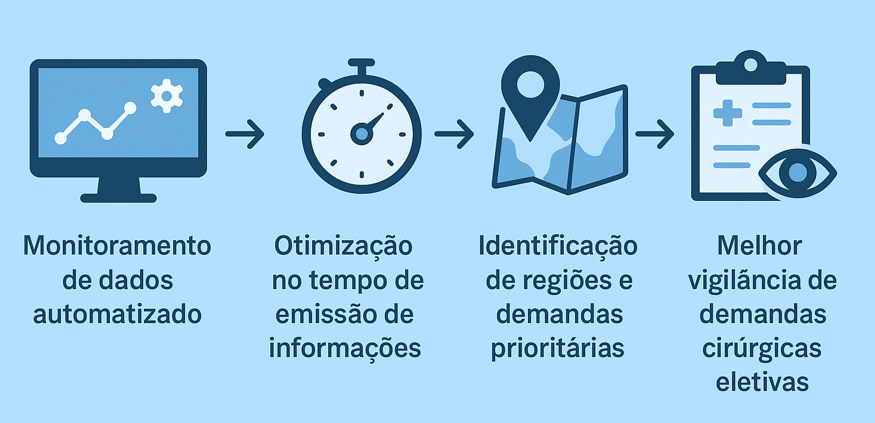 Monitoramento
de dados
automatizado
Otimização
no tempo de
emissão de
informações
Identificação
de regiões e
demandas
prioritárias
Melhor
vigilância de
demandas
cirúrgicas
eletivas